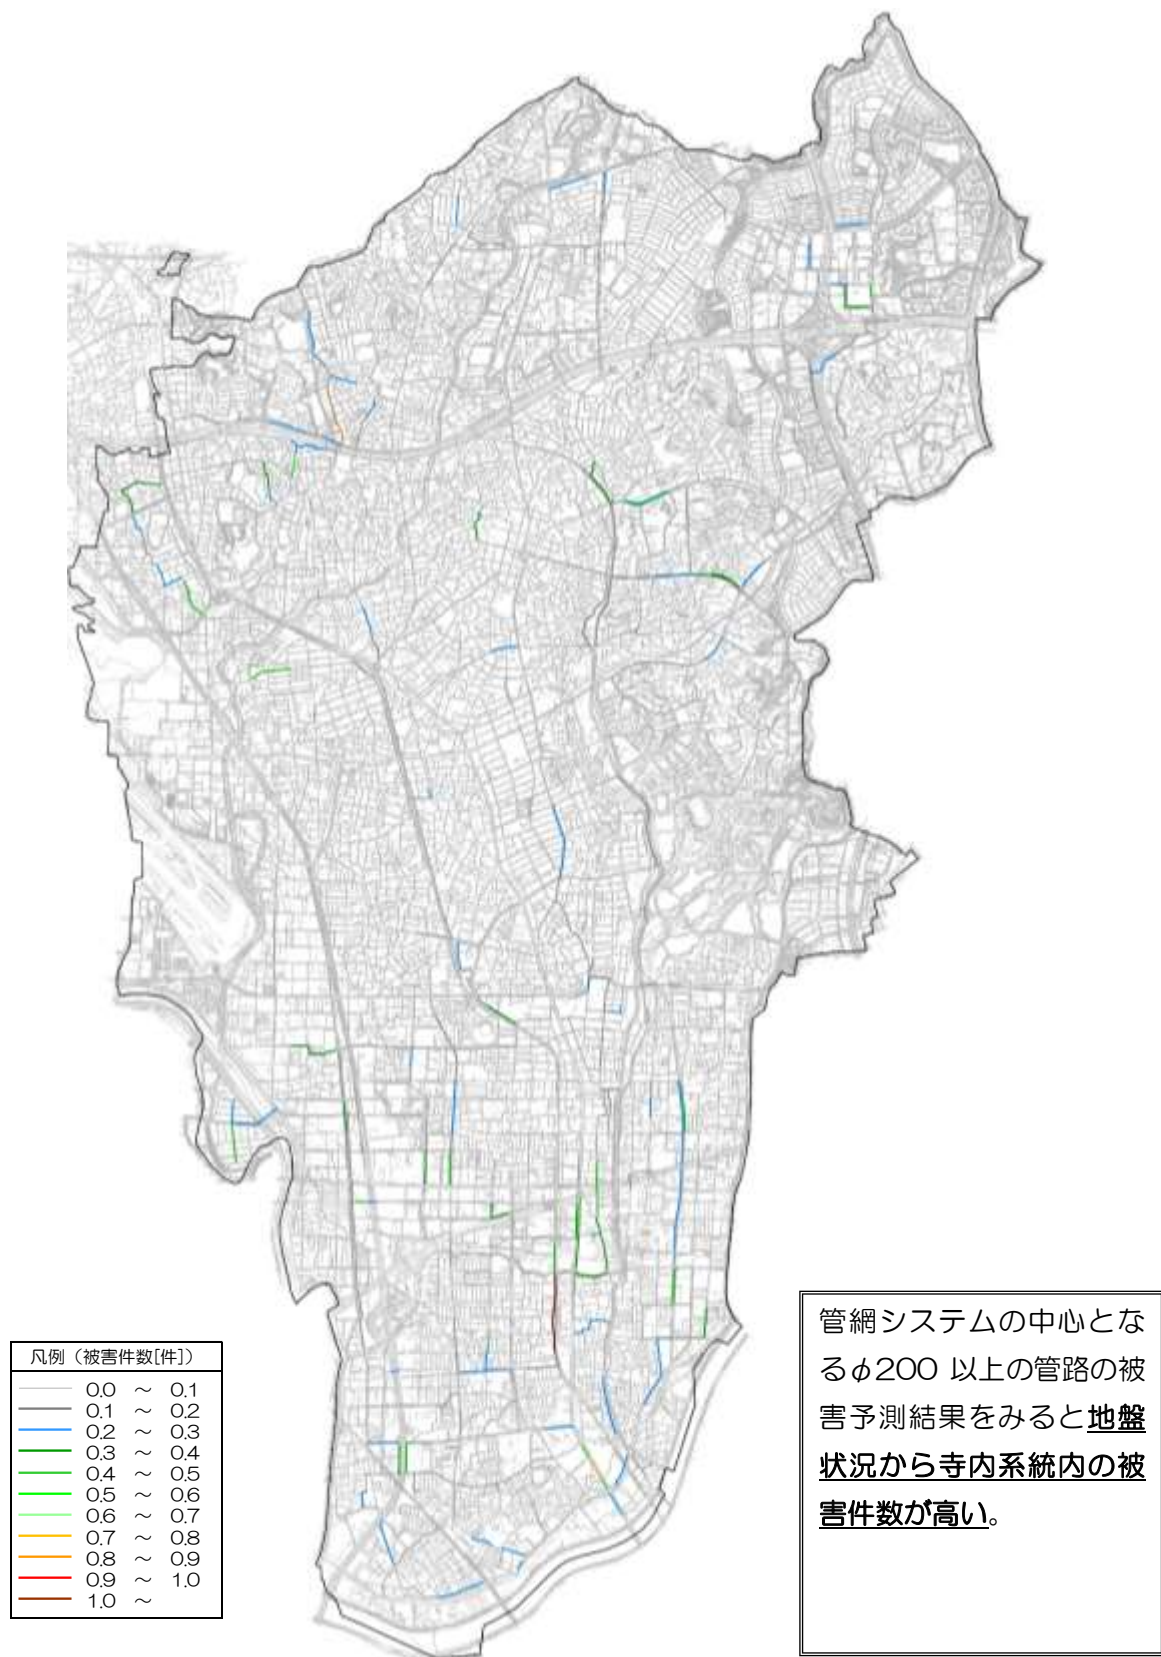 管網システムの中心とな
るφ200 以上の管路の被
害予測結果をみると地盤
状況から寺内系統内の被
害件数が高い。
凡例（被害件数[件]）
0.0 ～ 0.1
0.1 ～ 0.2
0.2 ～ 0.3
0.3 ～ 0.4
0.4 ～ 0.5
0.5 ～ 0.6
0.6 ～ 0.7
0.7 ～ 0.8
0.8 ～ 0.9
0.9 ～ 1.0
1.0 ～